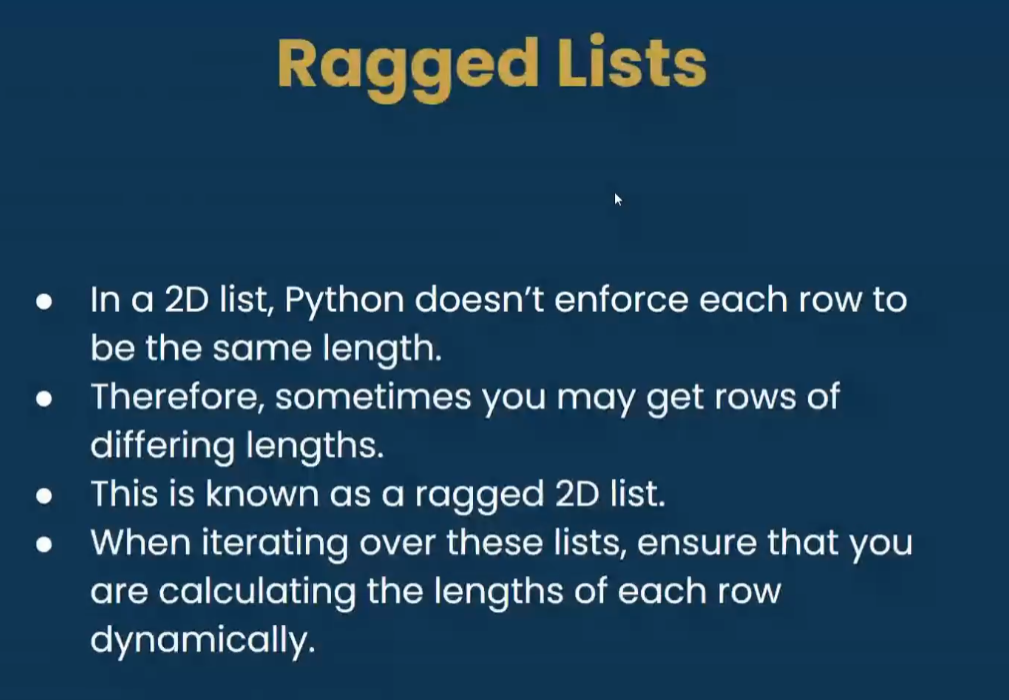 Ragged Lists
● In a 2D list, Python doesn't enforce each row to
be the same length.
● Therefore, sometimes you may get rows of
differing lengths.
● This is known as a ragged 2D list.
● When iterating over these lists, ensure that you
are calculating the lengths of each row
dynamically.